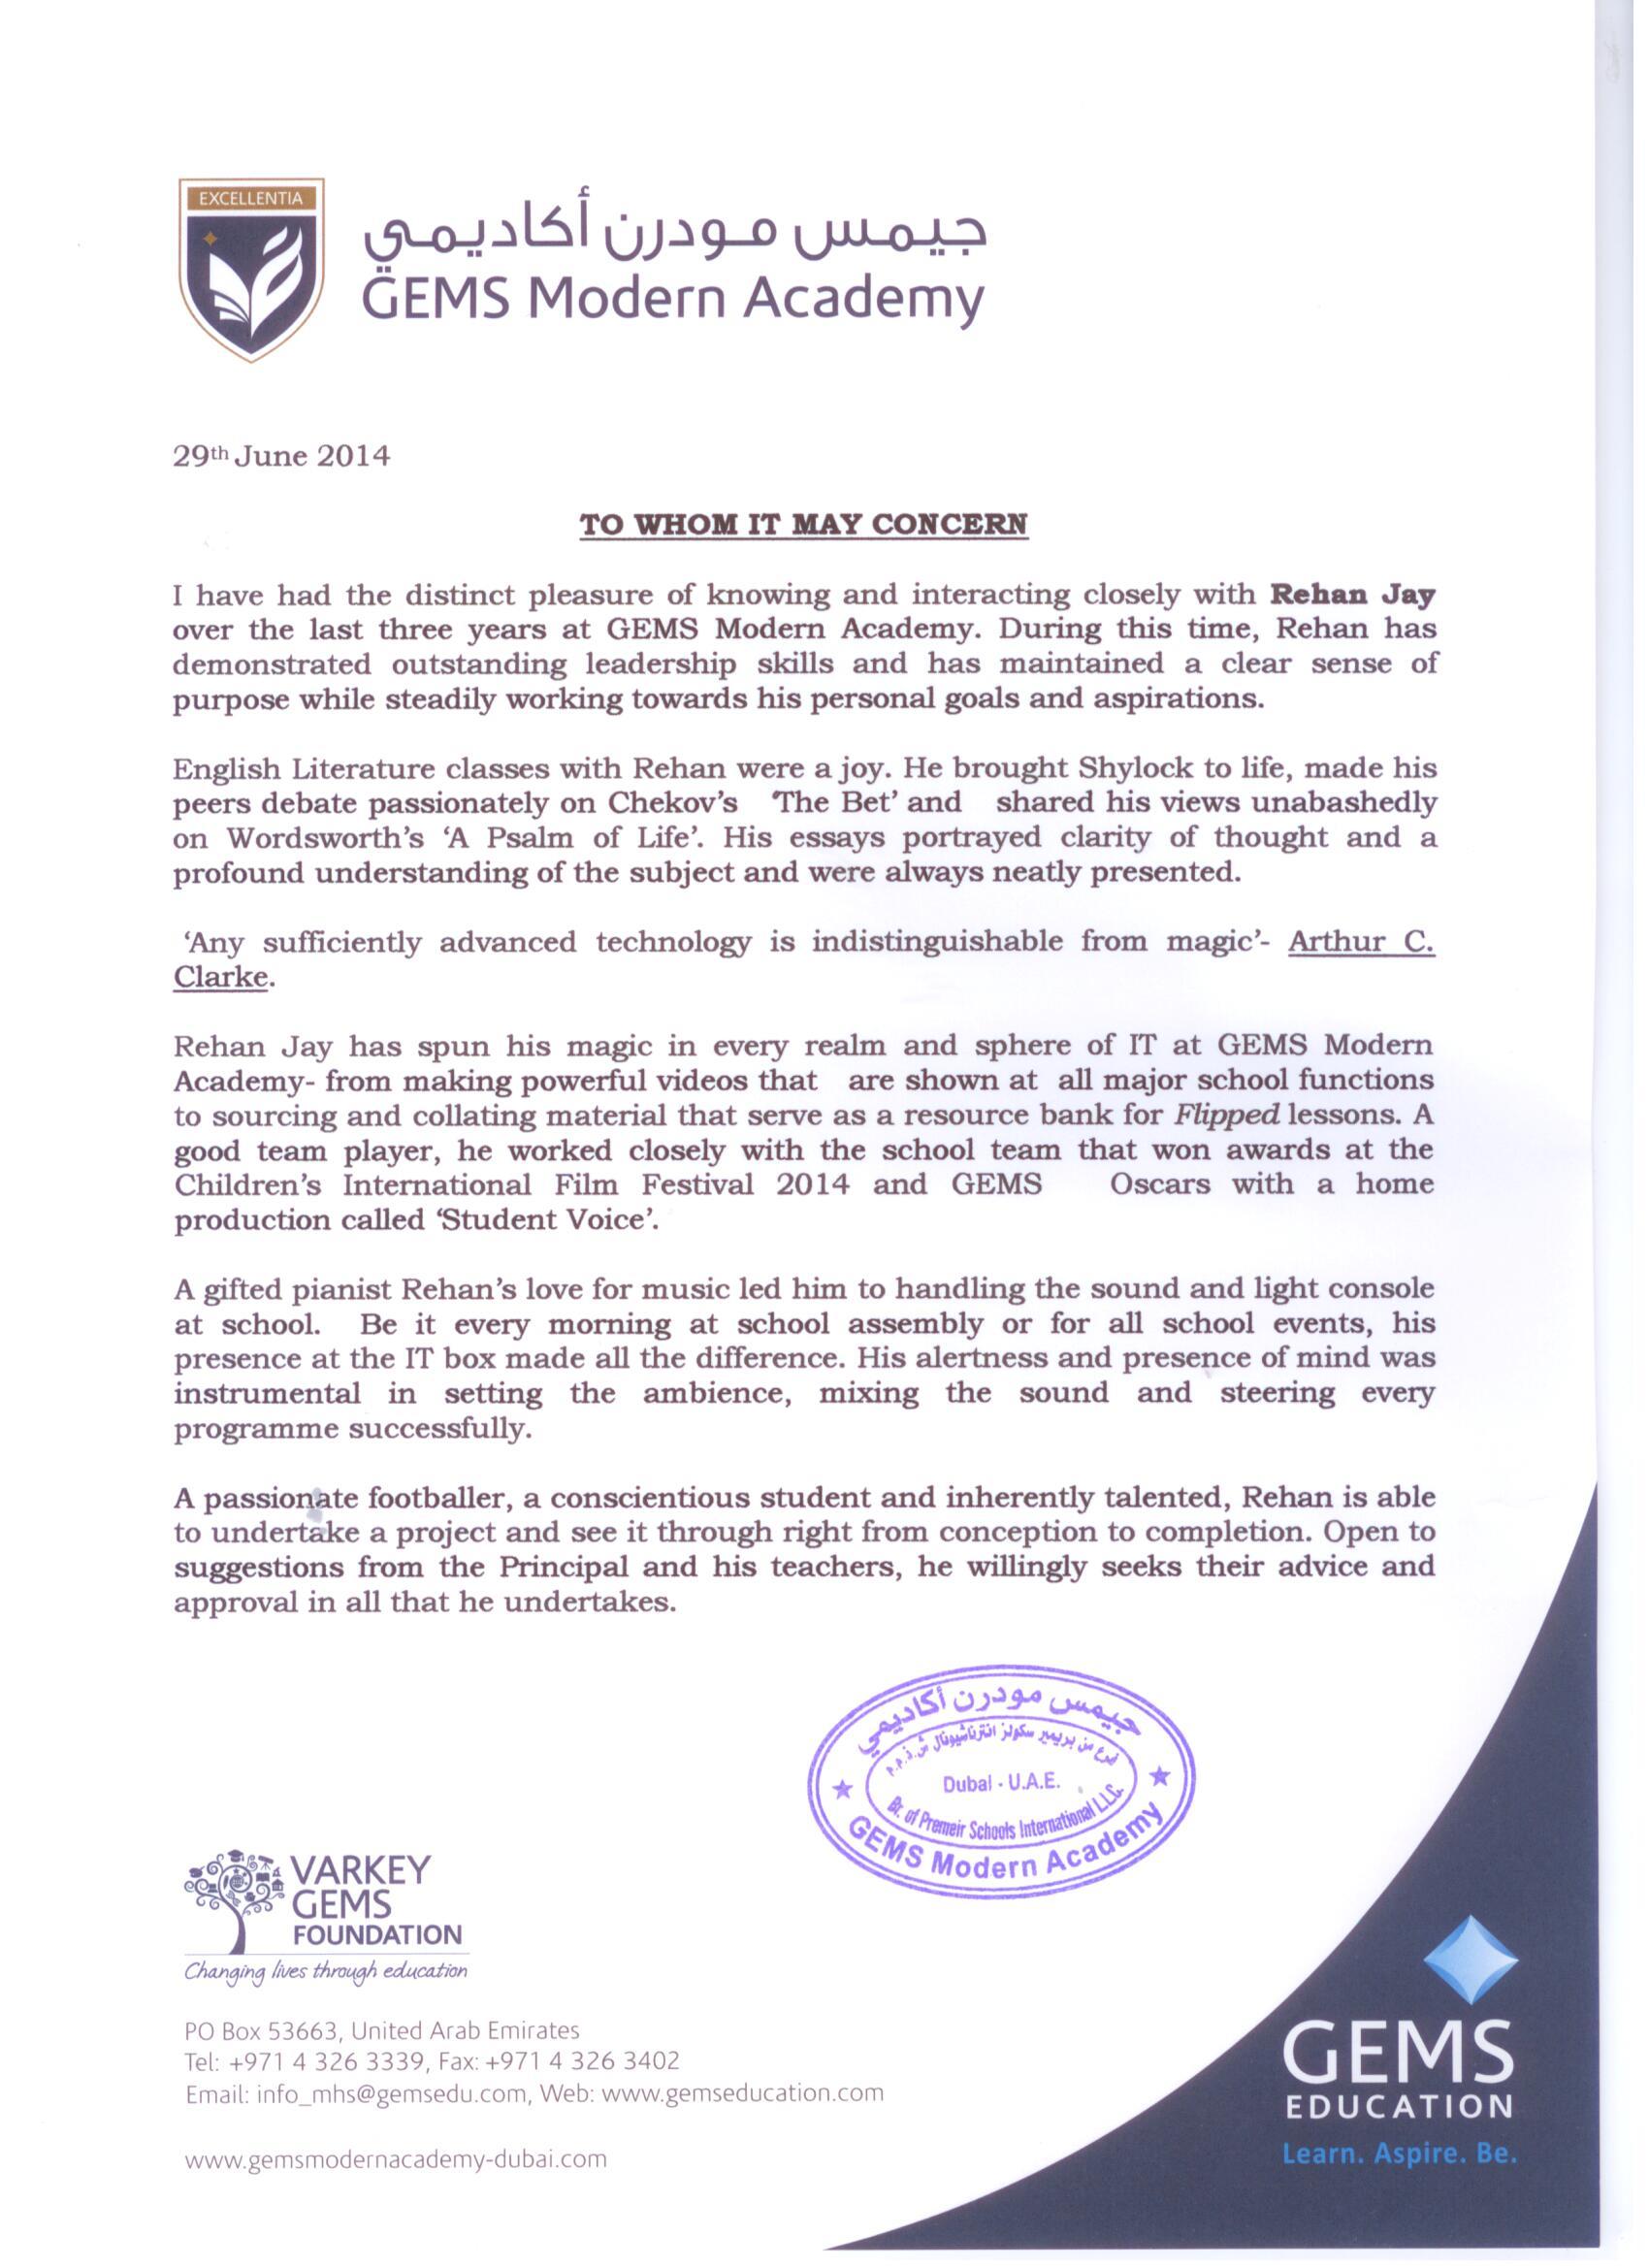 EXCELLENTIA
جيمس مودرن أكاديمي
GEMS Modern Academy
29th June 2014
TO WHOM IT MAY CONCERN
I have had the distinct pleasure of knowing and interacting closely with Rehan Jay
over the last three years at GEMS Modern Academy. During this time, Rehan has
demonstrated outstanding leadership skills and has maintained a clear sense of
purpose while steadily working towards his personal goals and aspirations.
English Literature classes with Rehan were a joy. He brought Shylock to life, made his
peers debate passionately on Chekov's 'The Bet' and shared his views unabashedly
on Wordsworth's 'A Psalm of Life'. His essays portrayed clarity of thought and a
profound understanding of the subject and were always neatly presented.
'Any sufficiently advanced technology is indistinguishable from magic'- Arthur C.
Clarke.
Rehan Jay has spun his magic in every realm and sphere of IT at GEMS Modern
Academy- from making powerful videos that are shown at all major school functions
to sourcing and collating material that serve as a resource bank for Flipped lessons. A
good team player, he worked closely with the school team that won awards at the
Children's International Film Festival 2014 and GEMS Oscars with a home
production called 'Student Voice'.
A gifted pianist Rehan's love for music led him to handling the sound and light console
at school. Be it every morning at school assembly or for all school events, his
presence at the IT box made all the difference. His alertness and presence of mind was
instrumental in setting the ambience, mixing the sound and steering every
programme successfully.
A passionate footballer, a conscientious student and inherently talented, Rehan is able
to undertake a project and see it through right from conception to completion. Open to
suggestions from the Principal and his teachers, he willingly seeks their advice and
approval in all that he undertakes.
جيمس مودرن أكاديمي
فرع من بريمير سكولز انترناشيونال ش.ذ.م.م
Dubai - U.A.E.
Br. of Premeir Schools International L.L.C.
GEMS Modern Academy
VARKEY
GEMS
FOUNDATION
Changing lives through education
PO Box 53663, United Arab Emirates
Tel: +971 4 326 3339, Fax: +971 4 326 3402
Email: info_mhs@gemsedu.com, Web: www.gemseducation.com
www.gemsmodernacademy-dubai.com
GEMS
EDUCATION
Learn. Aspire. Be.